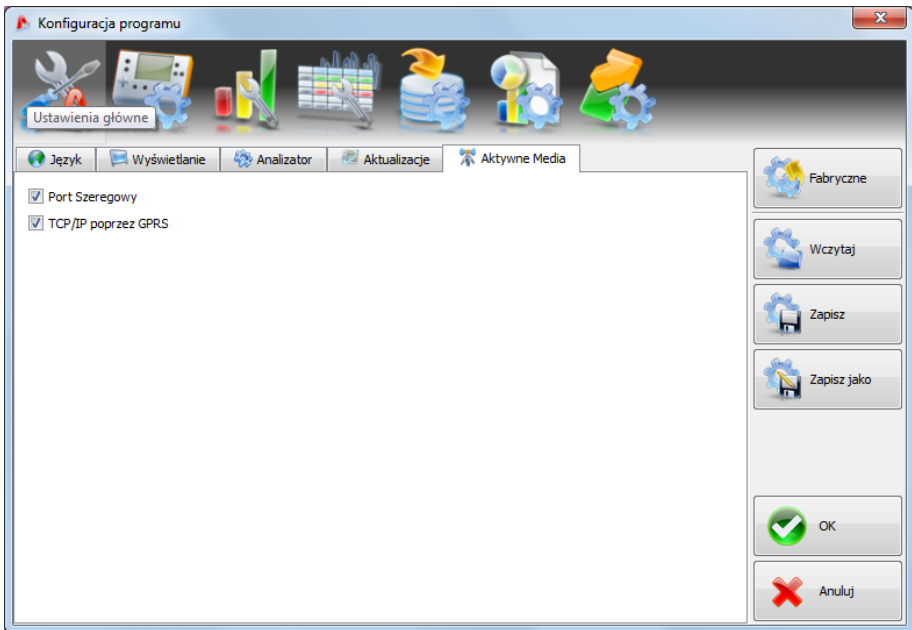 Konfiguracja programu
Ustawienia główne
Język
Wyświetlanie
Analizator
Aktualizacje
Aktywne Media
Port Szeregowy
TCP/IP poprzez GPRS
Fabryczne
Wczytaj
Zapisz
Zapisz jako
OK
Anuluj